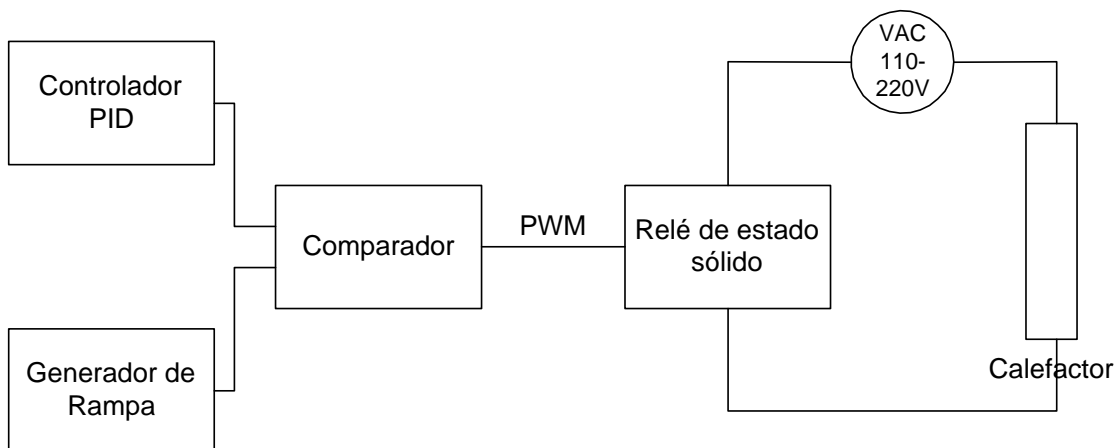 Controlador
PID
Generador de
Rampa
Comparador
PWM
Relé de estado
sólido
VAC
110-
220V
Calefactor